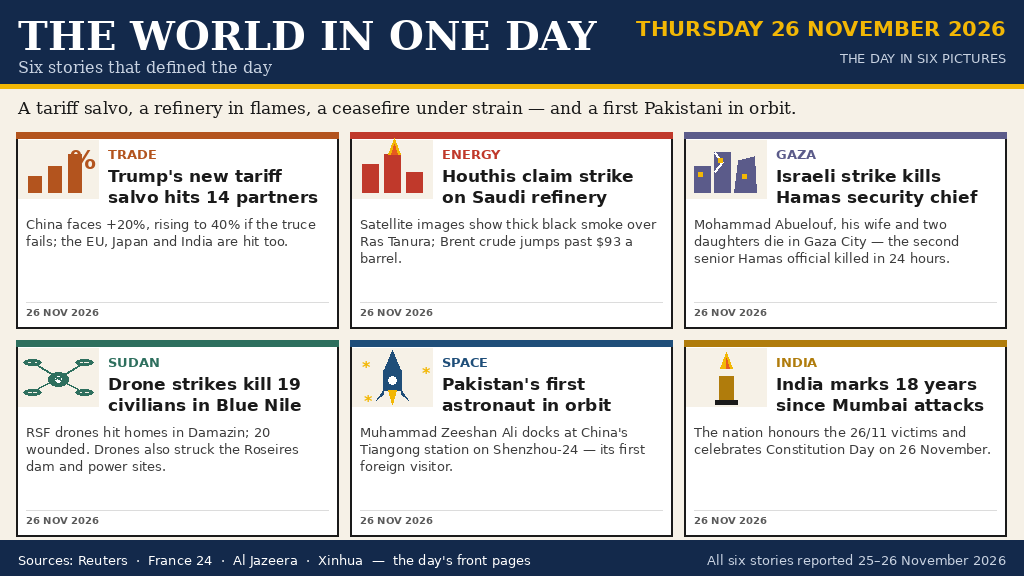 THE WORLD IN ONE DAY
Six stories that defined the day
THURSDAY 26 NOVEMBER 2026
THE DAY IN SIX PICTURES
A tariff salvo, a refinery in flames, a ceasefire under strain — and a first Pakistani in orbit.
%
TRADE
Trump's new tariff
salvo hits 14 partners
China faces +20%, rising to 40% if the truce
fails; the EU, Japan and India are hit too.
26 NOV 2026
ENERGY
Houthis claim strike
on Saudi refinery
Satellite images show thick black smoke over
Ras Tanura; Brent crude jumps past $93 a
barrel.
26 NOV 2026
GAZA
Israeli strike kills
Hamas security chief
Mohammad Abuelouf, his wife and two
daughters die in Gaza City — the second
senior Hamas official killed in 24 hours.
26 NOV 2026
SUDAN
Drone strikes kill 19
civilians in Blue Nile
RSF drones hit homes in Damazin; 20
wounded. Drones also struck the Roseires
dam and power sites.
26 NOV 2026
SPACE
Pakistan's first
astronaut in orbit
Muhammad Zeeshan Ali docks at China's
Tiangong station on Shenzhou-24 — its first
foreign visitor.
26 NOV 2026
INDIA
India marks 18 years
since Mumbai attacks
The nation honours the 26/11 victims and
celebrates Constitution Day on 26 November.
26 NOV 2026
Sources: Reuters · France 24 · Al Jazeera · Xinhua — the day's front pages
All six stories reported 25–26 November 2026